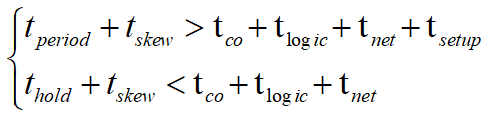 t_period + t_skew > t_co + t_logic + t_net + t_setup
t_hold + t_skew < t_co + t_logic + t_net